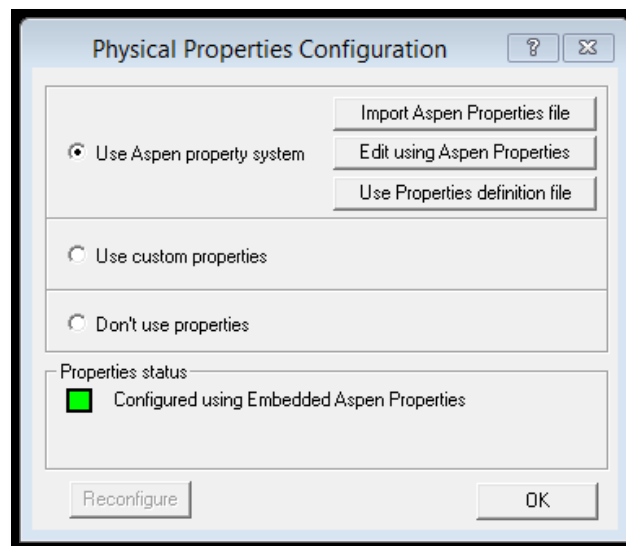 Physical Properties Configuration
?
Import Aspen Properties file
Use Aspen property system
Edit using Aspen Properties
Use Properties definition file
Use custom properties
Don't use properties
Properties status
Configured using Embedded Aspen Properties
Reconfigure
OK